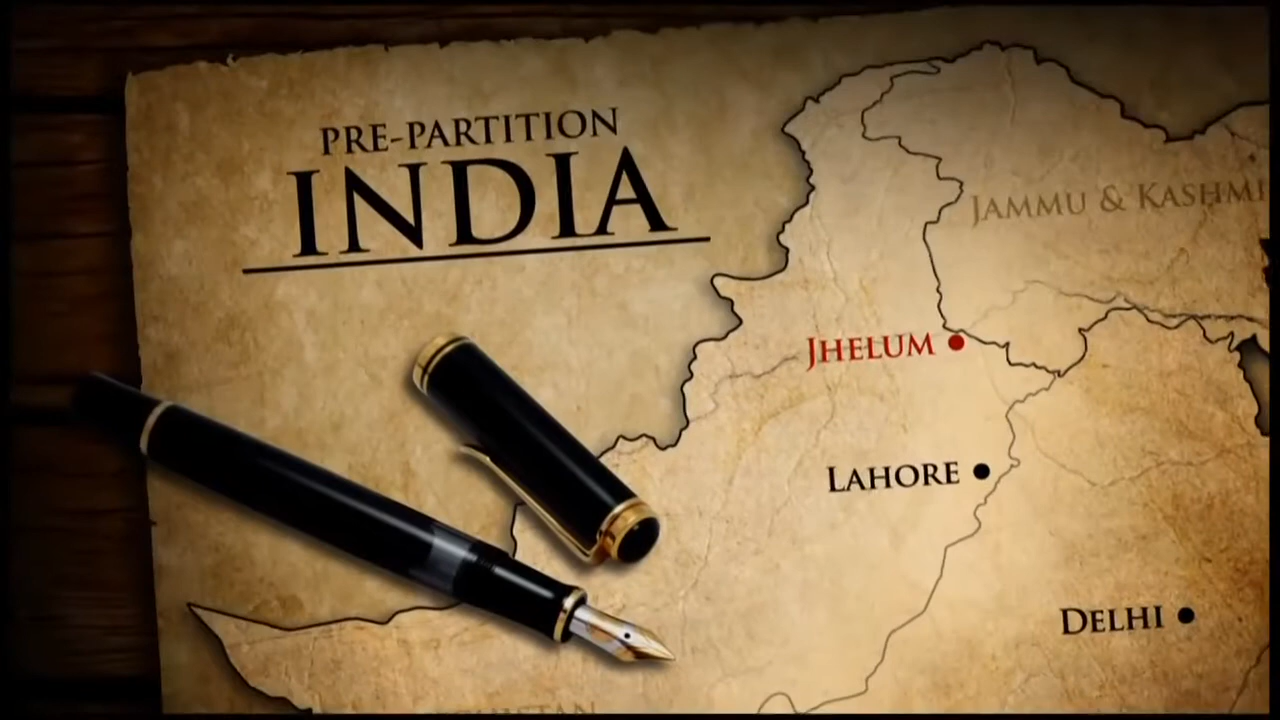 PRE-PARTITION
INDIA
JAMMU & KASHMI
JHELUM
LAHORE
DELHI